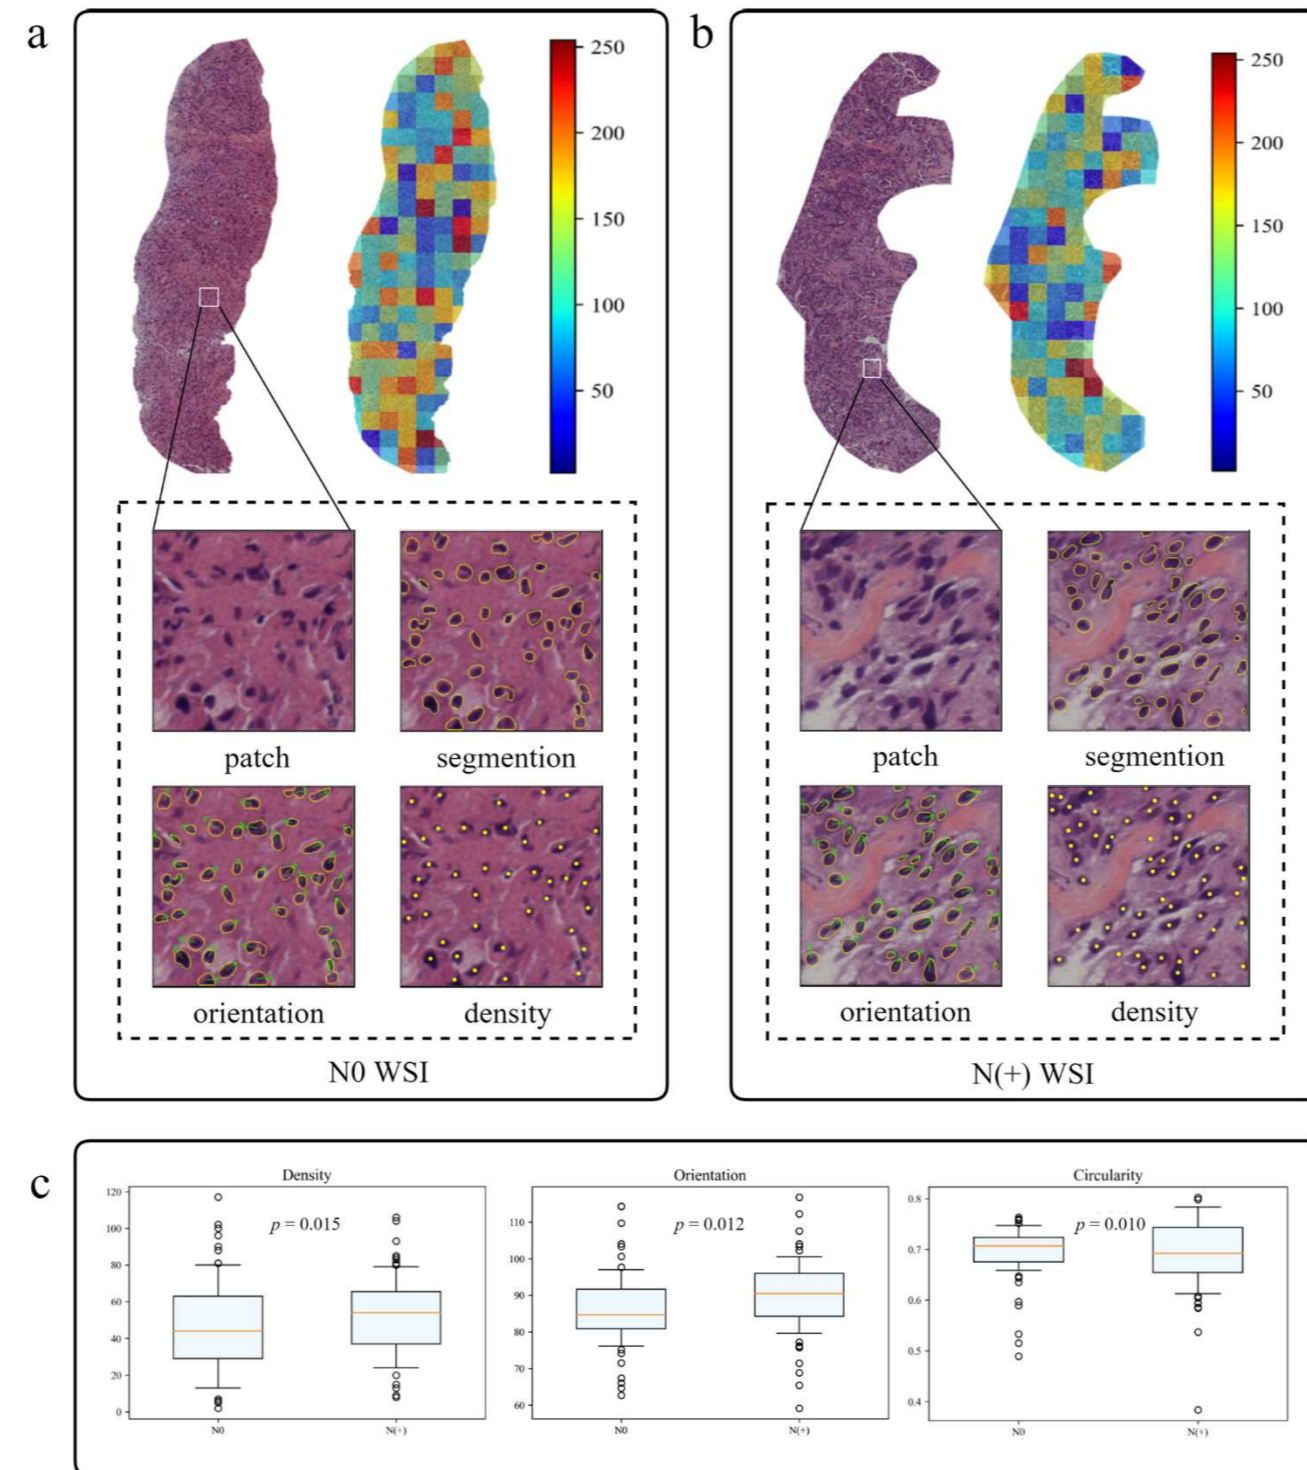 a
250
200
150
100
50
patch
segmention
orientation
density
N0 WSI
b
250
200
150
100
50
patch
segmention
orientation
density
N(+) WSI
c
Density
p = 0.015
120
100
80
60
40
20
0
N0
N(+)
Orientation
p = 0.012
110
100
90
80
70
60
N0
N(+)
Circularity
p = 0.010
0.8
0.7
0.6
0.5
0.4
N0
N(+)